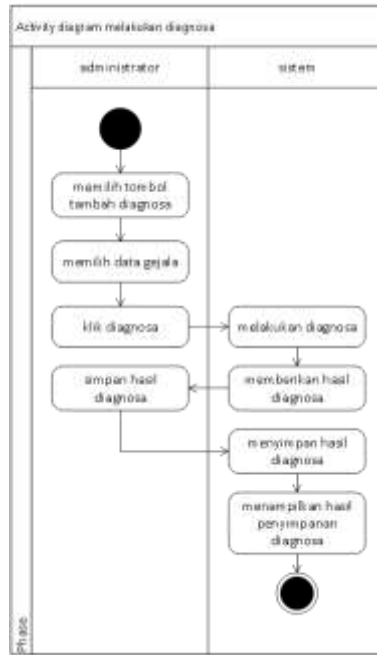 Activity diagram melakukan diagnosa
administrator
sistem
memilih tombol
tambah diagnosa
memilih data gejala
klik diagnosa
melakukan diagnosa
memberikan hasil
diagnosa
simpan hasil
diagnosa
menyimpan hasil
diagnosa
menampilkan hasil
penyimpanan
diagnosa
Phase